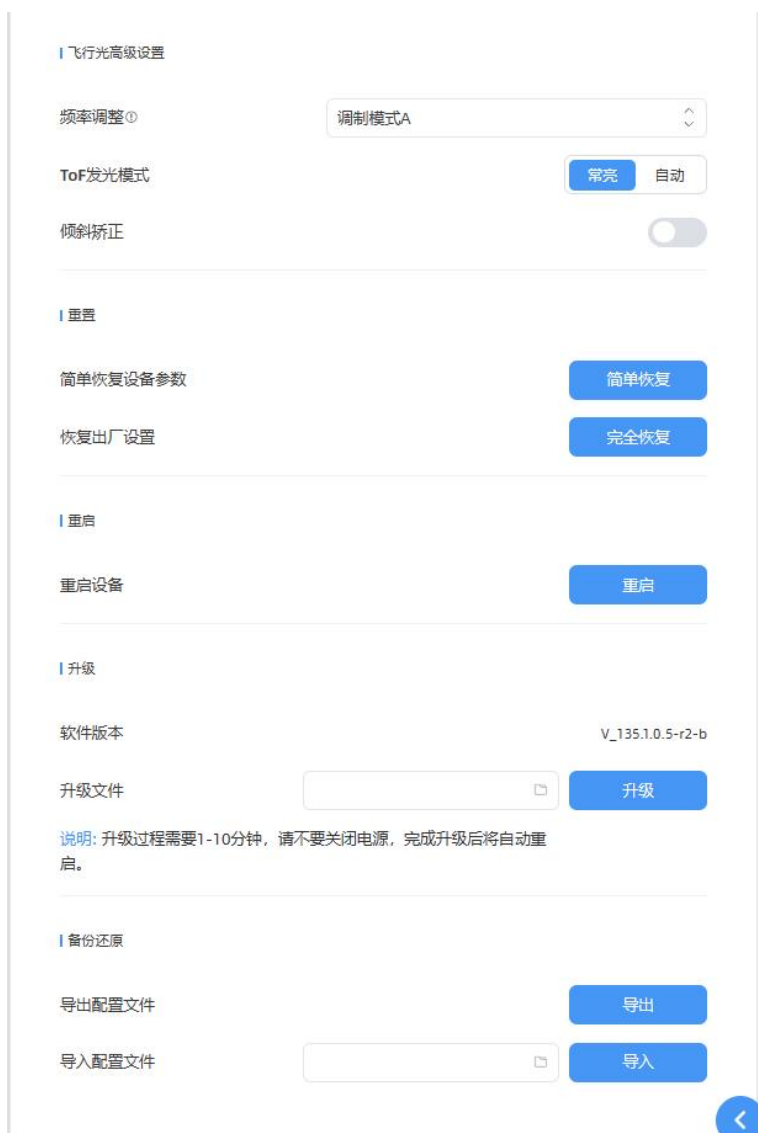 飞行光高级设置
频率调整
调制模式A
ToF发光模式
常亮 自动
倾斜矫正
重置
简单恢复设备参数
简单恢复
恢复出厂设置
完全恢复
重启
重启设备
重启
升级
软件版本
V_135.1.0.5-r2-b
升级文件
升级
说明: 升级过程需要1-10分钟，请不要关闭电源，完成升级后将自动重
启。
备份还原
导出配置文件
导出
导入配置文件
导入